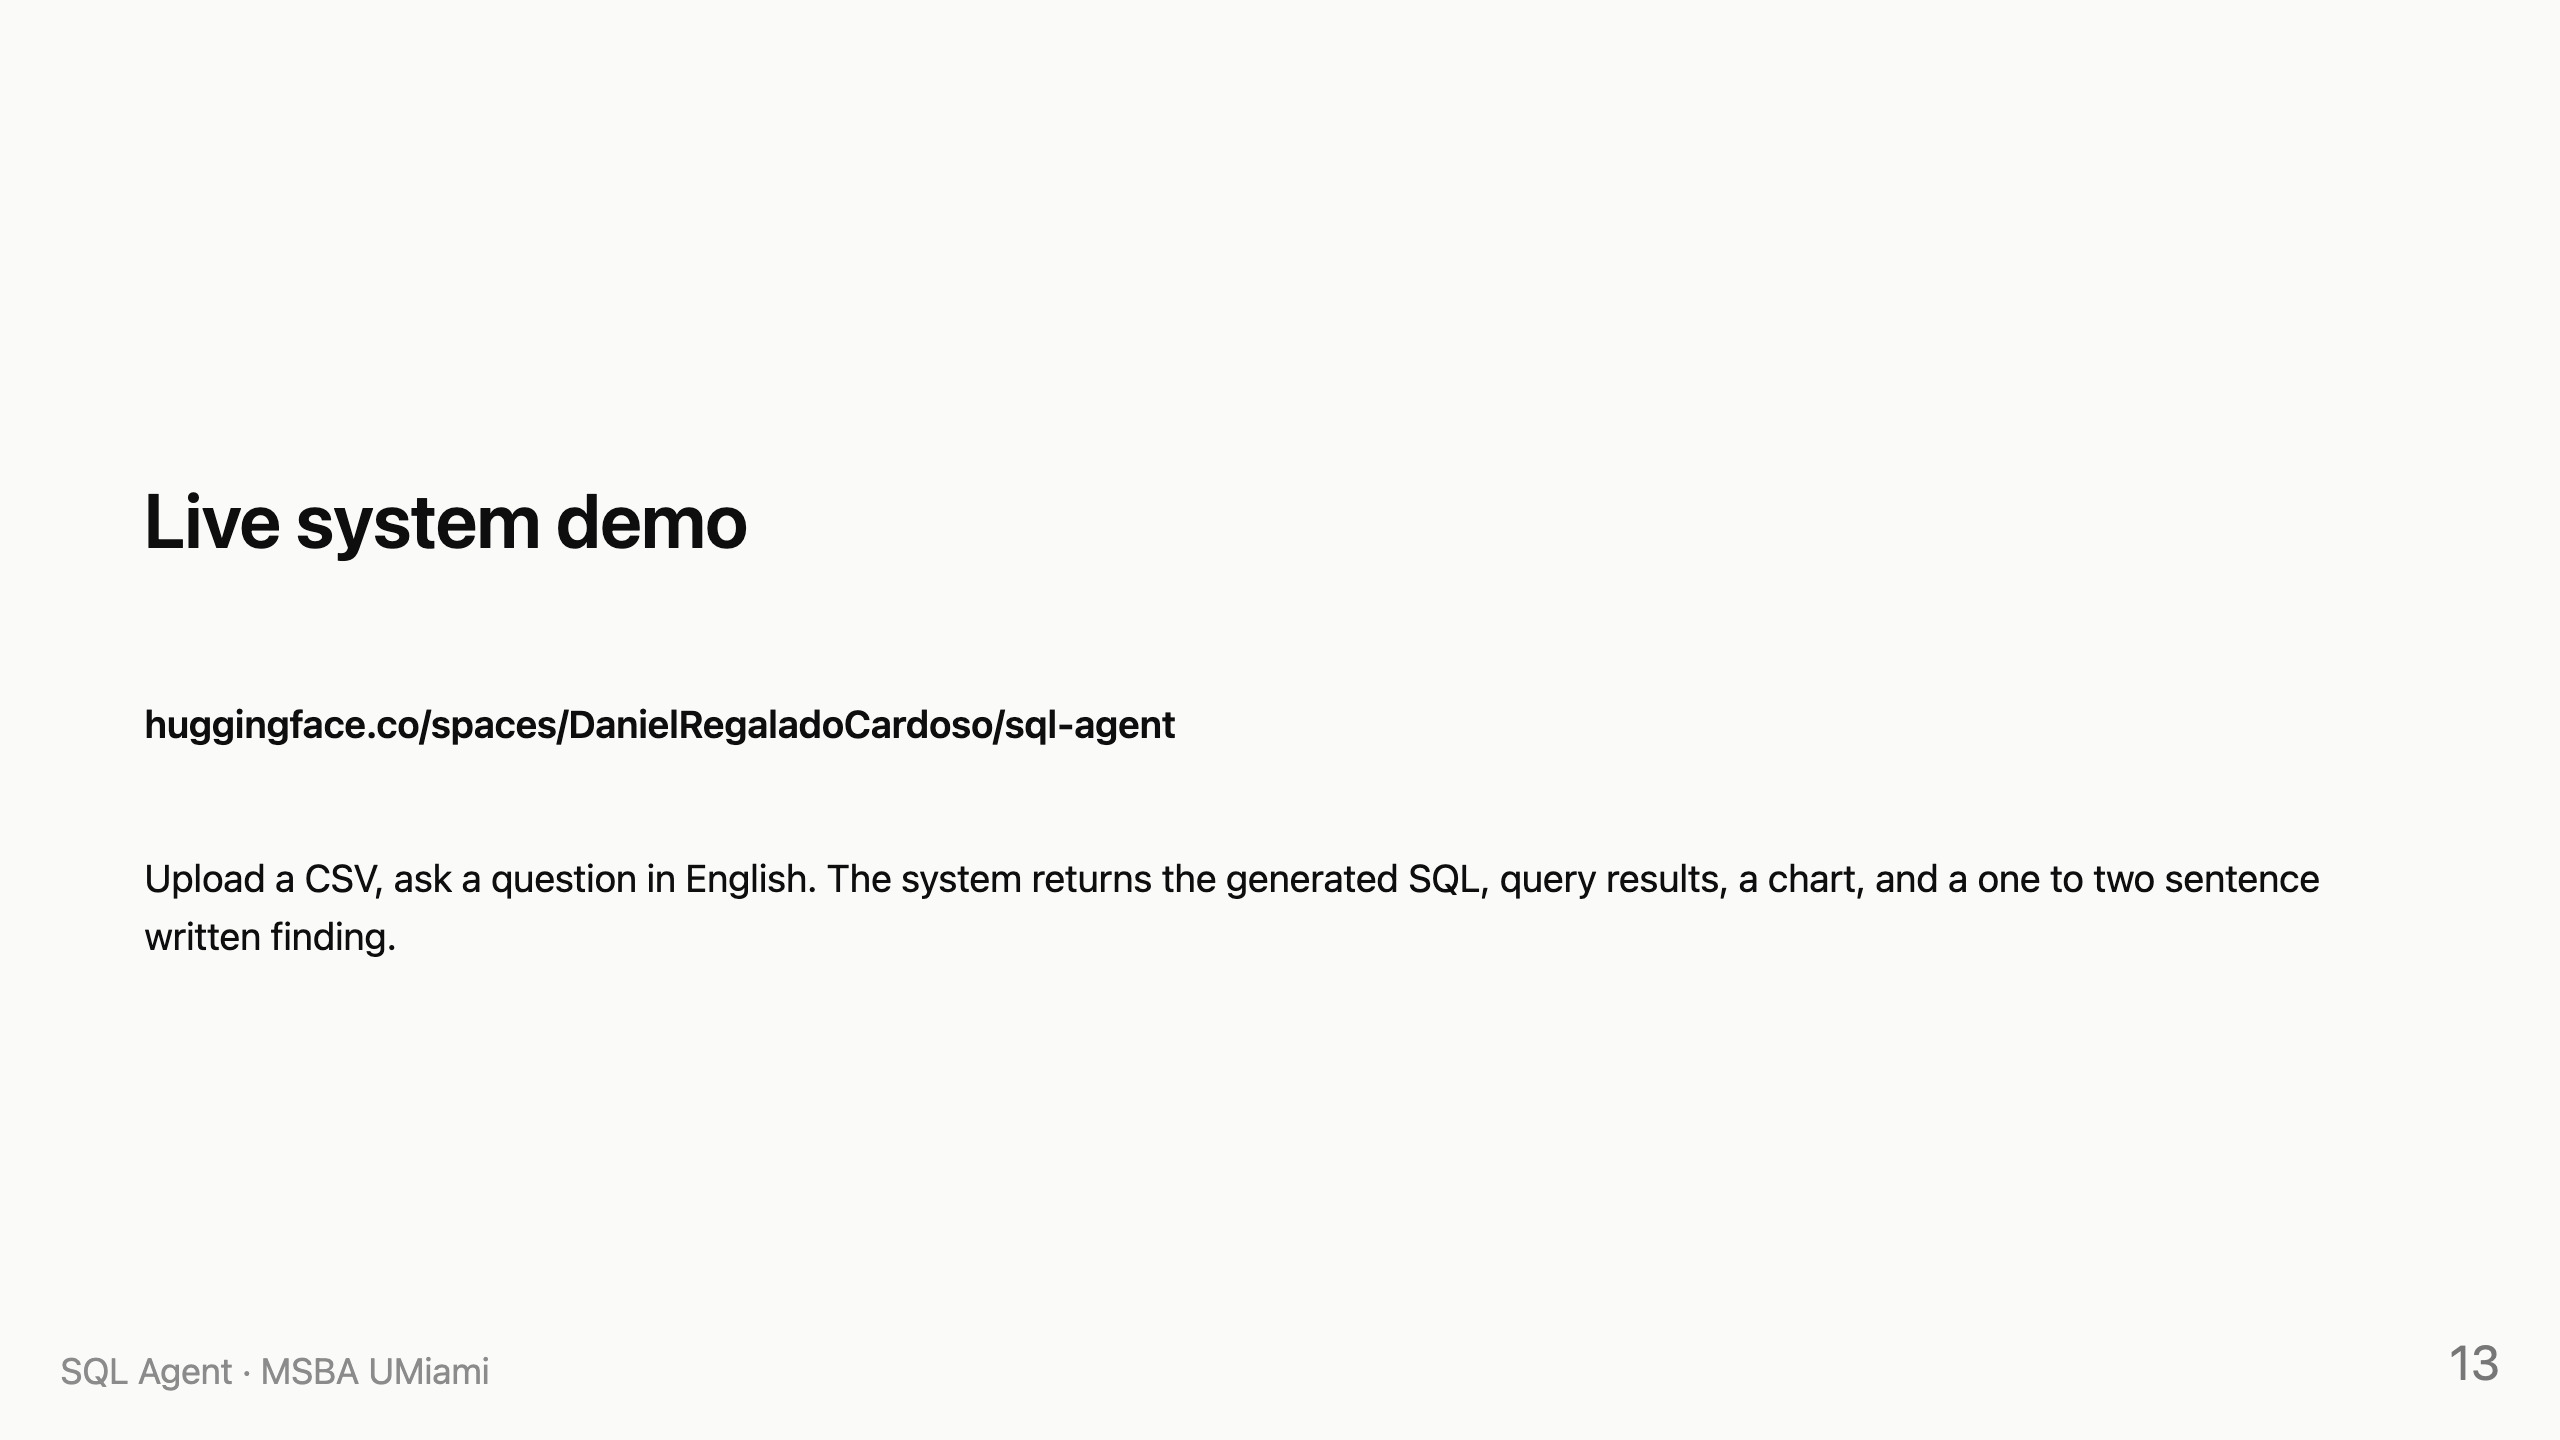 Live system demo
huggingface.co/spaces/DanielRegaladoCardoso/sql-agent
Upload a CSV, ask a question in English. The system returns the generated SQL, query results, a chart, and a one to two sentence
written finding.
SQL Agent · MSBA UMiami
13